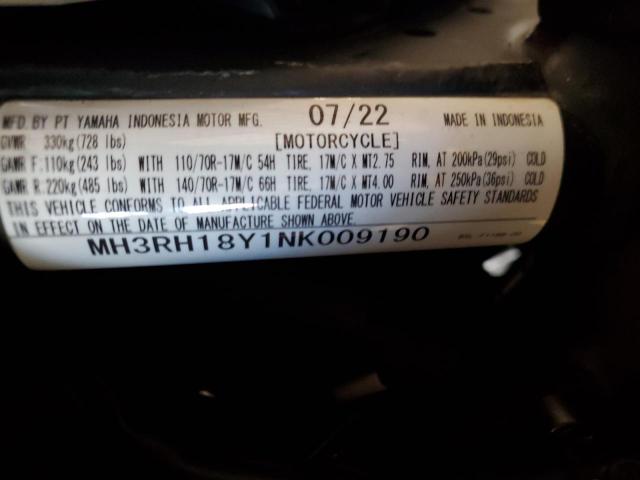 MFD. BY PT YAMAHA INDONESIA MOTOR MFG. 07/22 MADE IN INDONESIA
GVWR 330kg(728 lbs) [MOTORCYCLE]
GAWR F.110kg(243 lbs) WITH 110/70R-17M/C 54H TIRE, 17M/C X MT2.75 RIM, AT 200kPa(29psi) COLD
GAWR R.220kg(485 lbs) WITH 140/70R-17M/C 66H TIRE, 17M/C X MT4.00 RIM, AT 250kPa(36psi) COLD
THIS VEHICLE CONFORMS TO ALL APPLICABLE FEDERAL MOTOR VEHICLE SAFETY STANDARDS
IN EFFECT ON THE DATE OF MANUFACTURE SHOWN ABOVE.
MH3RH18Y1NK009190